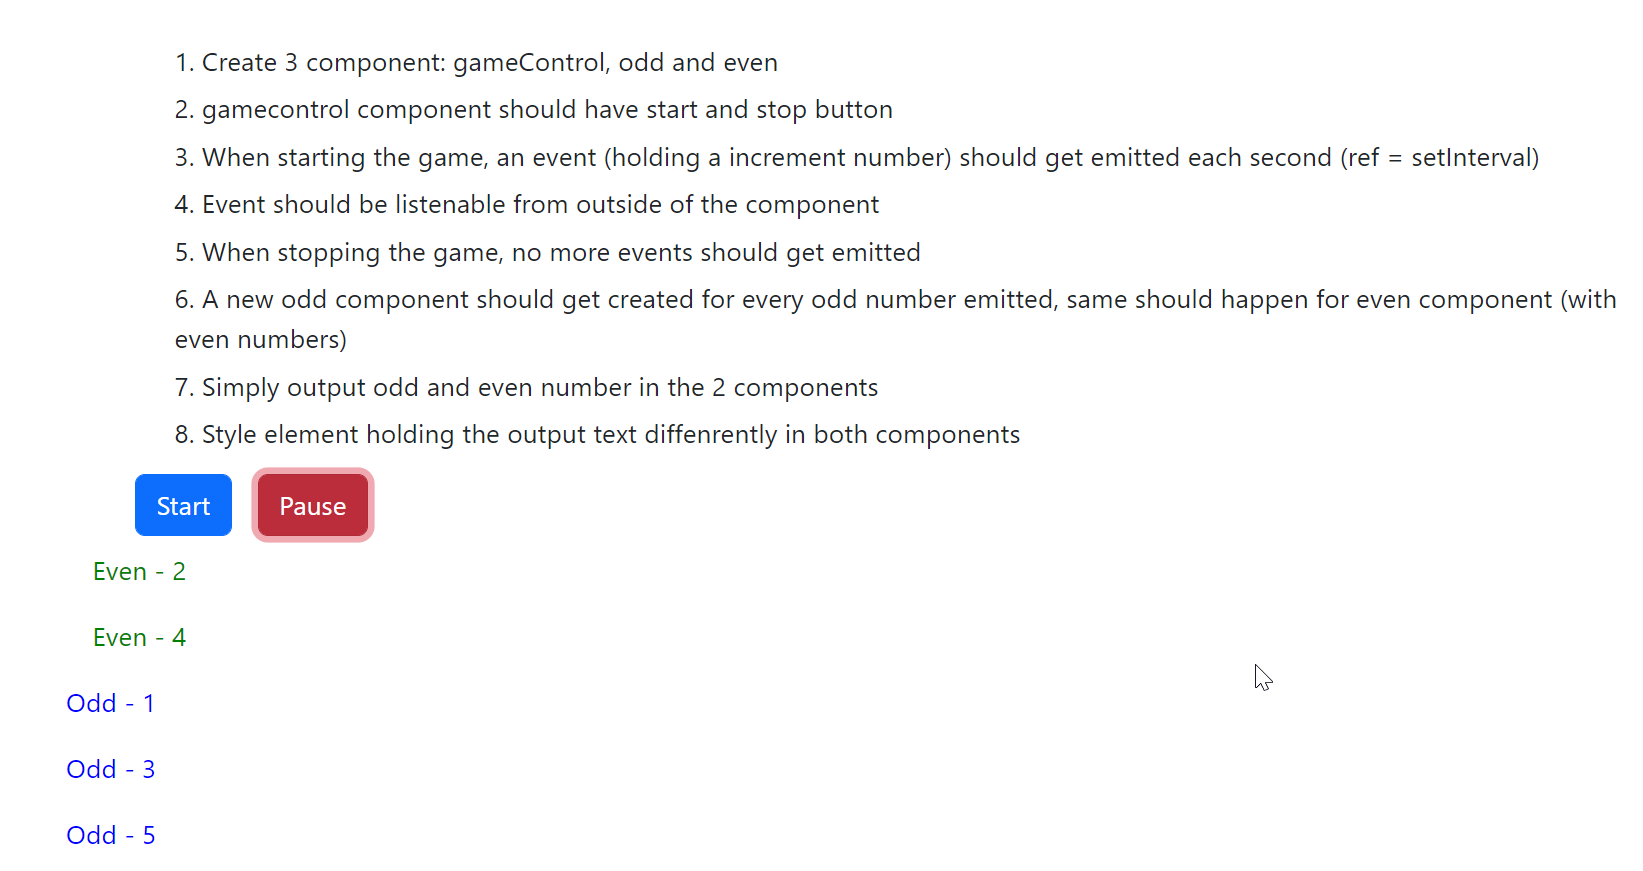 1. Create 3 component: gameControl, odd and even
2. gamecontrol component should have start and stop button
3. When starting the game, an event (holding a increment number) should get emitted each second (ref = setInterval)
4. Event should be listenable from outside of the component
5. When stopping the game, no more events should get emitted
6. A new odd component should get created for every odd number emitted, same should happen for even component (with
even numbers)
7. Simply output odd and even number in the 2 components
8. Style element holding the output text diffenrently in both components
Start Pause
Even - 2
Even - 4
Odd - 1
Odd - 3
Odd - 5